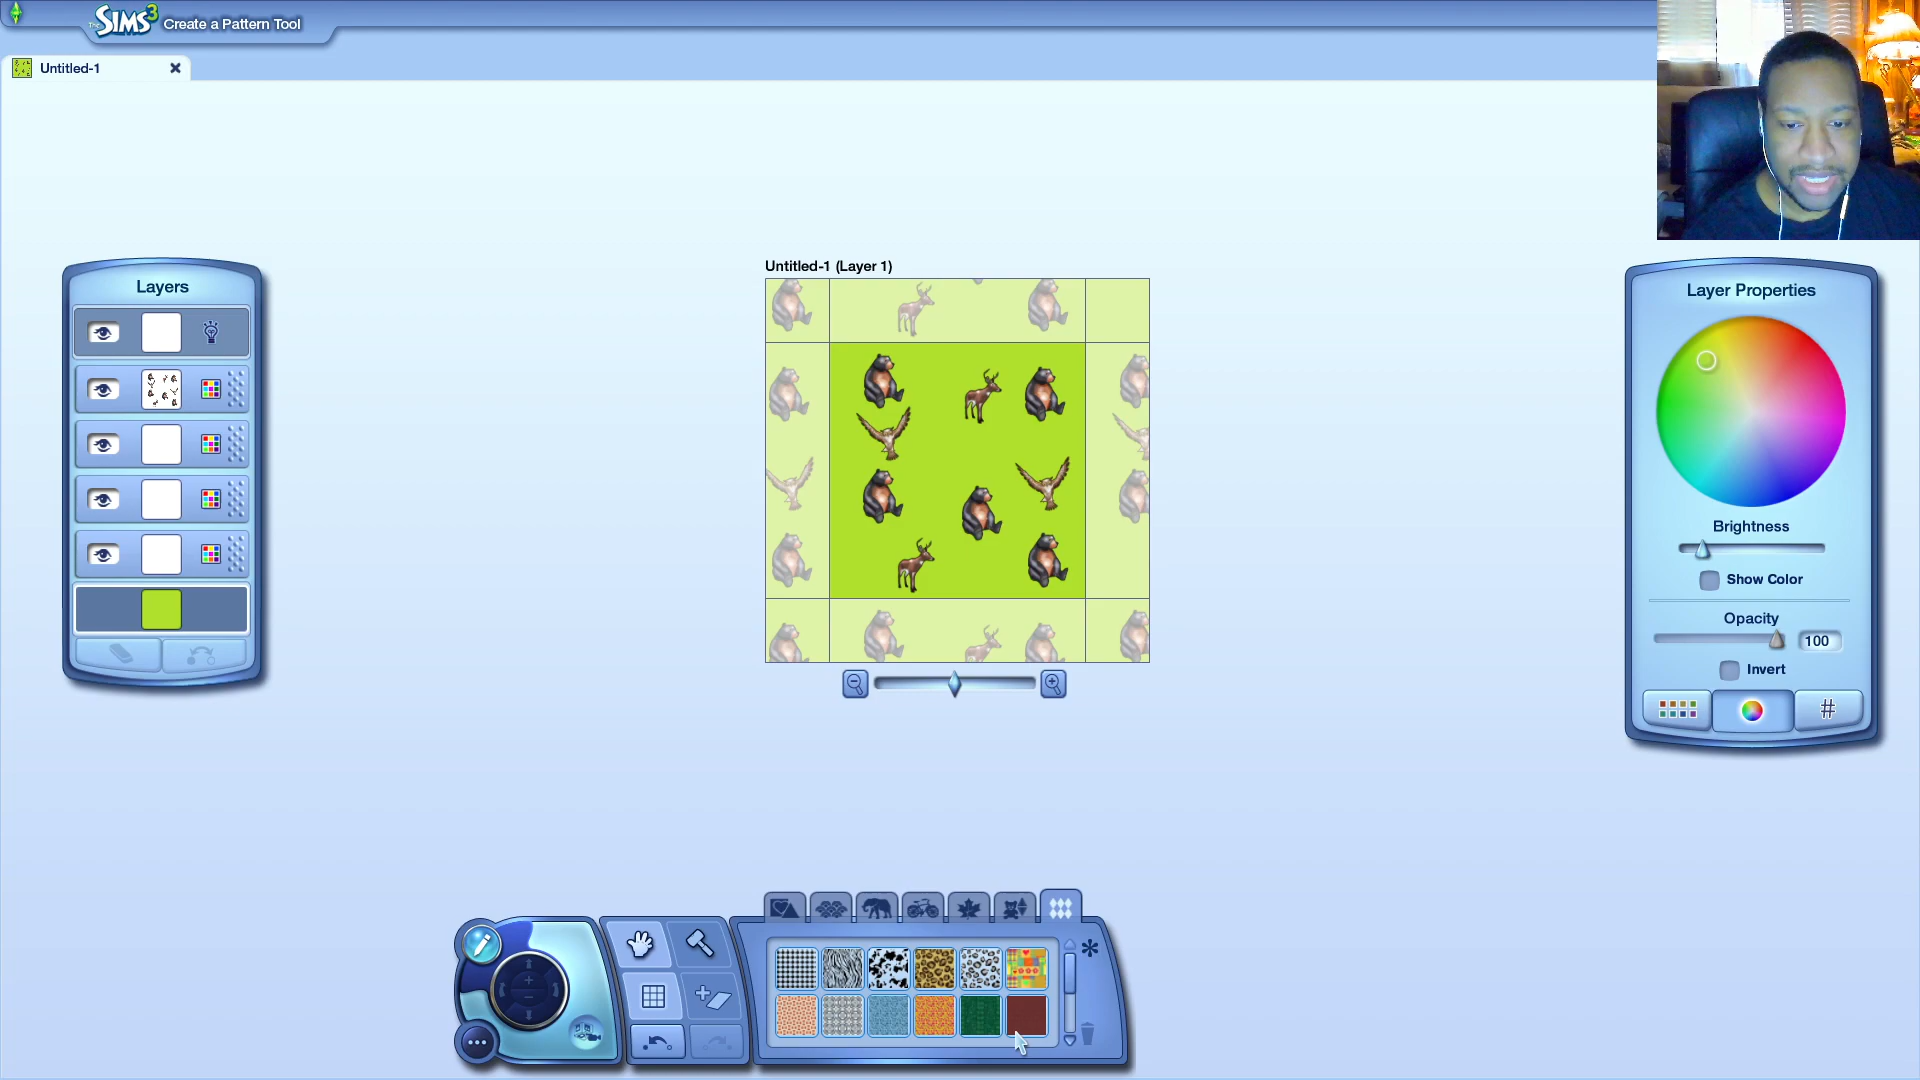 The SIMS 3 Create a Pattern Tool
Untitled-1
Layers
Untitled-1 (Layer 1)
Layer Properties
Brightness
Show Color
Opacity
100
Invert
#